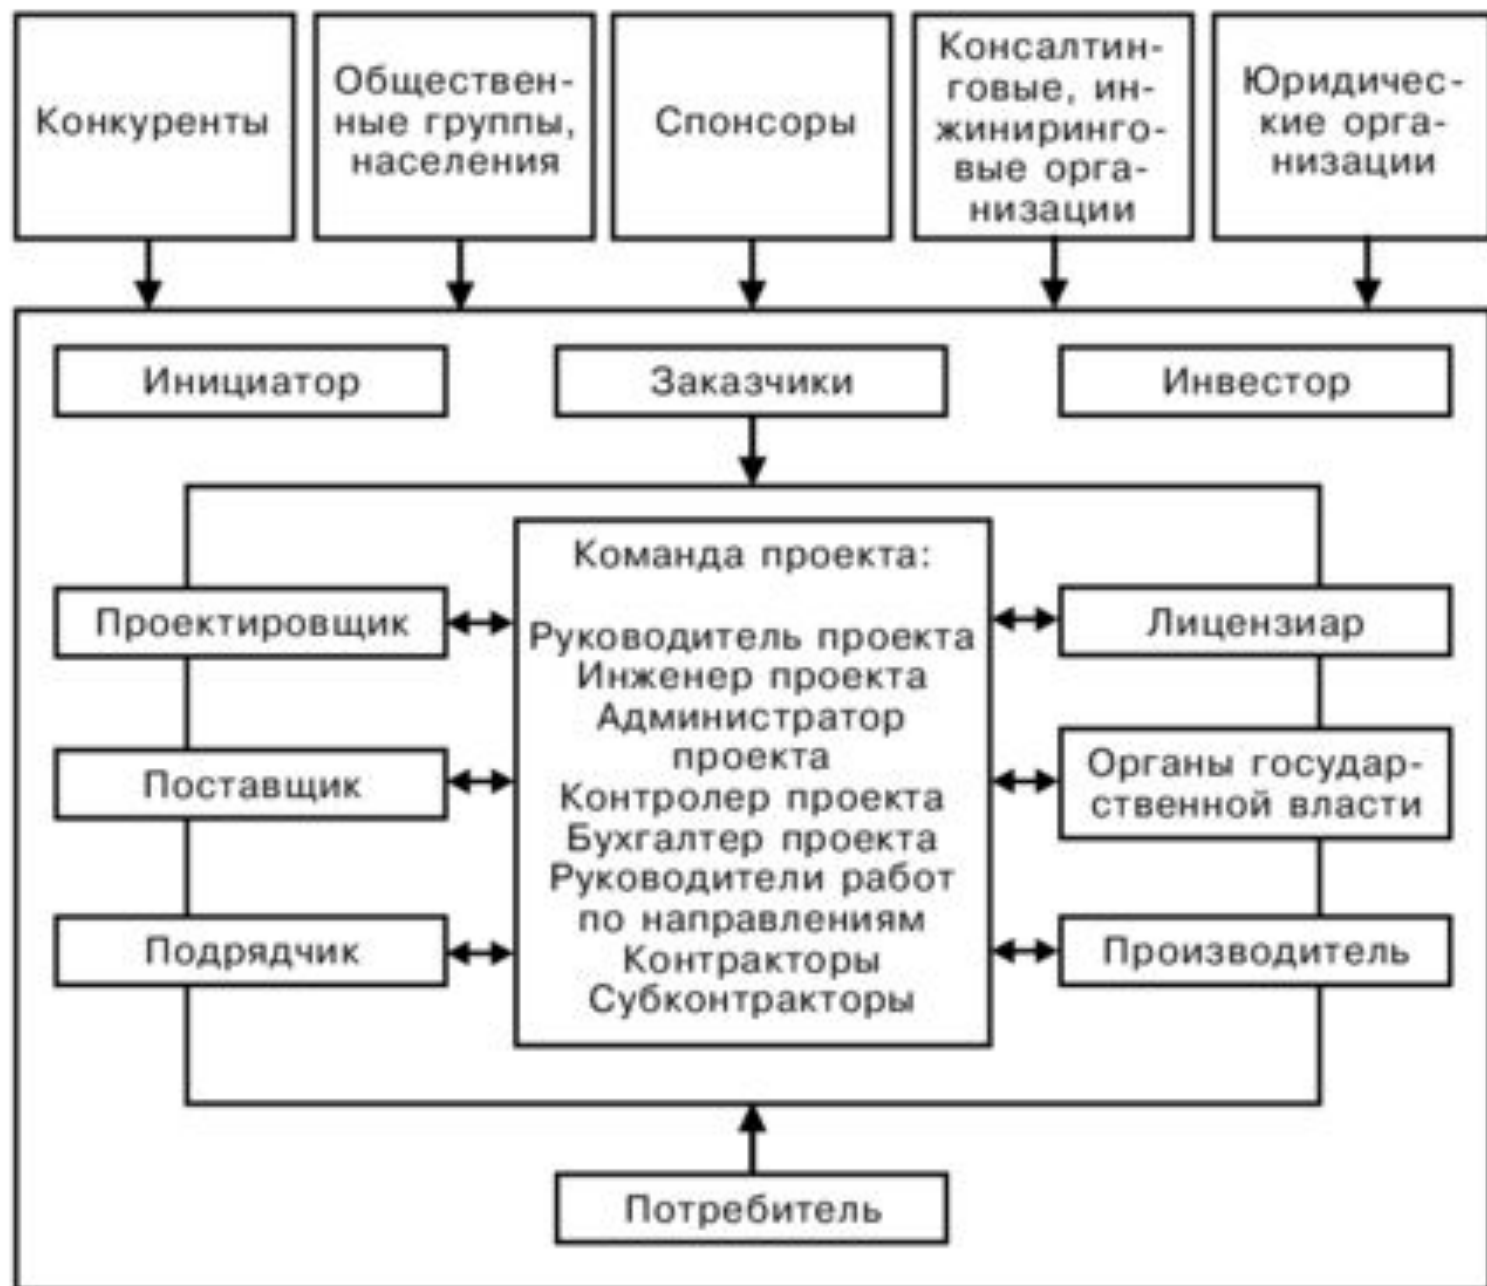 Конкуренты
Обществен-
ные группы,
населения
Спонсоры
Консалтин-
говые, ин-
жиниринго-
вые орга-
низации
Юридичес-
кие орга-
низации
Инициатор
Заказчики
Инвестор
Команда проекта:
Руководитель проекта
Инженер проекта
Администратор
проекта
Контролер проекта
Бухгалтер проекта
Руководители работ
по направлениям
Контракторы
Субконтракторы
Проектировщик
Поставщик
Подрядчик
Лицензиар
Органы государ-
ственной власти
Производитель
Потребитель